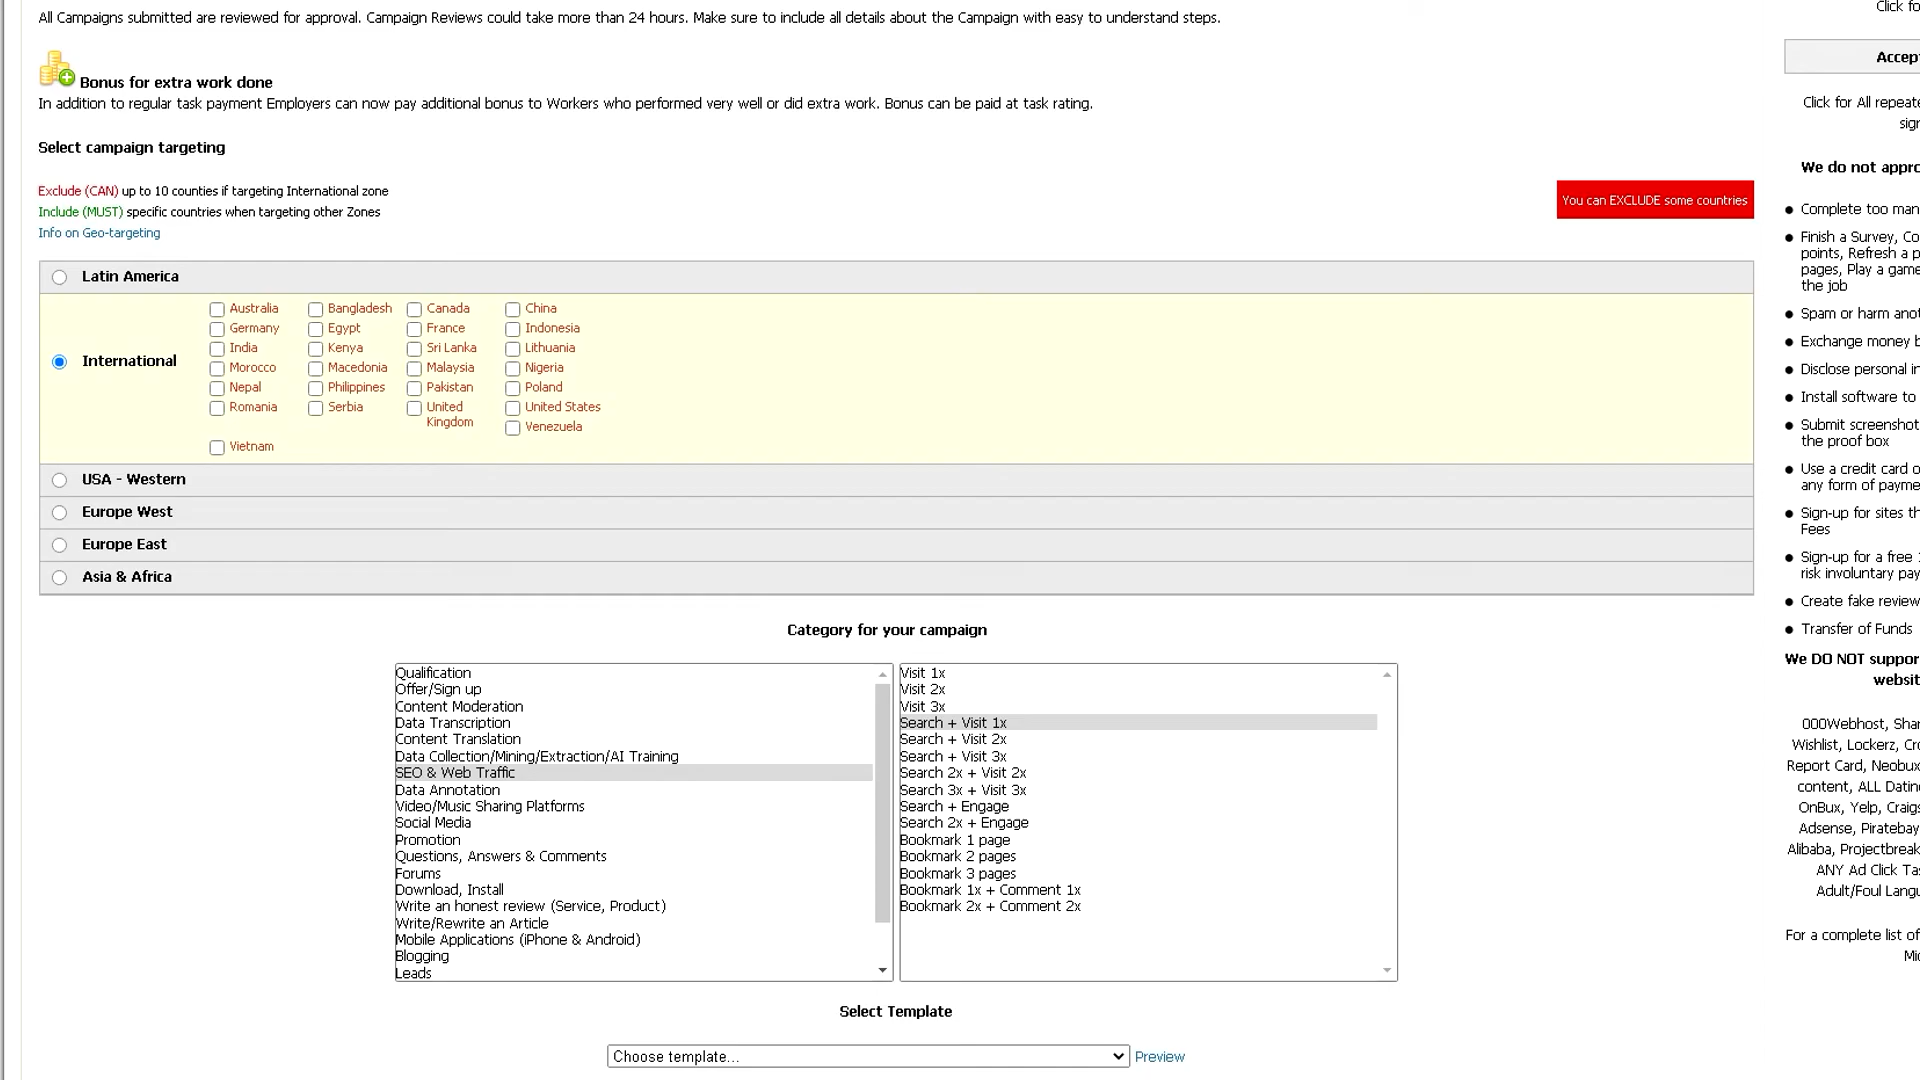 All Campaigns submitted are reviewed for approval. Campaign Reviews could take more than 24 hours. Make sure to include all details about the Campaign with easy to understand steps.
Bonus for extra work done
In addition to regular task payment Employers can now pay additional bonus to Workers who performed very well or did extra work. Bonus can be paid at task rating.
Select campaign targeting
Exclude (CAN) up to 10 counties if targeting International zone
Include (MUST) specific countries when targeting other Zones
Info on Geo-targeting
You can EXCLUDE some countries
Latin America
International
Australia Bangladesh Canada China
Germany Egypt France Indonesia
India Kenya Sri Lanka Lithuania
Morocco Macedonia Malaysia Nigeria
Nepal Philippines Pakistan Poland
Romania Serbia United Kingdom United States
Venezuela
Vietnam
USA - Western
Europe West
Europe East
Asia & Africa
Category for your campaign
Qualification
Offer/Sign up
Content Moderation
Data Transcription
Content Translation
Data Collection/Mining/Extraction/AI Training
SEO & Web Traffic
Data Annotation
Video/Music Sharing Platforms
Social Media
Promotion
Questions, Answers & Comments
Forums
Download, Install
Write an honest review (Service, Product)
Write/Rewrite an Article
Mobile Applications (iPhone & Android)
Blogging
Leads
Visit 1x
Visit 2x
Visit 3x
Search + Visit 1x
Search + Visit 2x
Search + Visit 3x
Search 2x + Visit 2x
Search 3x + Visit 3x
Search + Engage
Search 2x + Engage
Bookmark 1 page
Bookmark 2 pages
Bookmark 3 pages
Bookmark 1x + Comment 1x
Bookmark 2x + Comment 2x
Select Template
Choose template...
Preview
Click fo
Accep
Click for All repeate
sign
We do not appro
Complete too man
Finish a Survey, Co
points, Refresh a p
pages, Play a game
the job
Spam or harm anot
Exchange money b
Disclose personal in
Install software to
Submit screenshot
the proof box
Use a credit card o
any form of payme
Sign-up for sites th
Fees
Sign-up for a free
risk involuntary pay
Create fake review
Transfer of Funds
We DO NOT suppor
websit
000Webhost, Shar
Wishlist, Lockerz, Cr
Report Card, Neobux
content, ALL Datin
OnBux, Yelp, Craigs
Adsense, Piratebay
Alibaba, Projectbreak
ANY Ad Click Tas
Adult/Foul Langu
For a complete list of
Mic